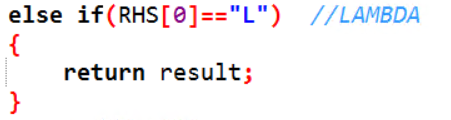 else if(RHS[0]=="L") //LAMBDA
{
return result;
}